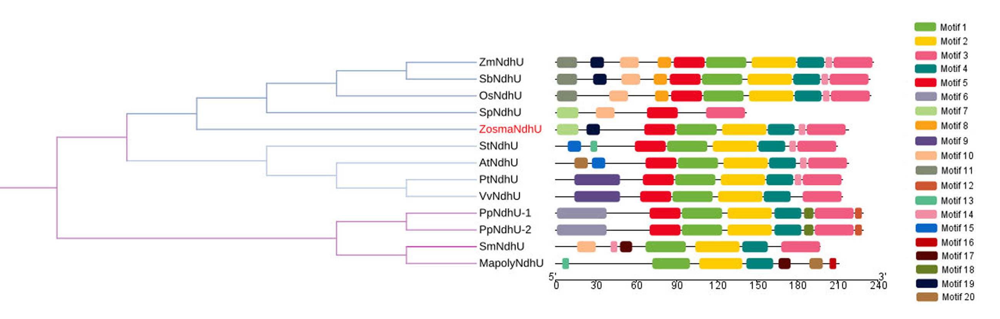 ZmNdhU
SbNdhU
OsNdhU
SpNdhU
ZosmaNdhU
StNdhU
AtNdhU
PtNdhU
VvNdhU
PpNdhU-1
PpNdhU-2
SmNdhU
MapolyNdhU
5' 3'
0 30 60 90 120 150 180 210 240
Motif 1
Motif 2
Motif 3
Motif 4
Motif 5
Motif 6
Motif 7
Motif 8
Motif 9
Motif 10
Motif 11
Motif 12
Motif 13
Motif 14
Motif 15
Motif 16
Motif 17
Motif 18
Motif 19
Motif 20